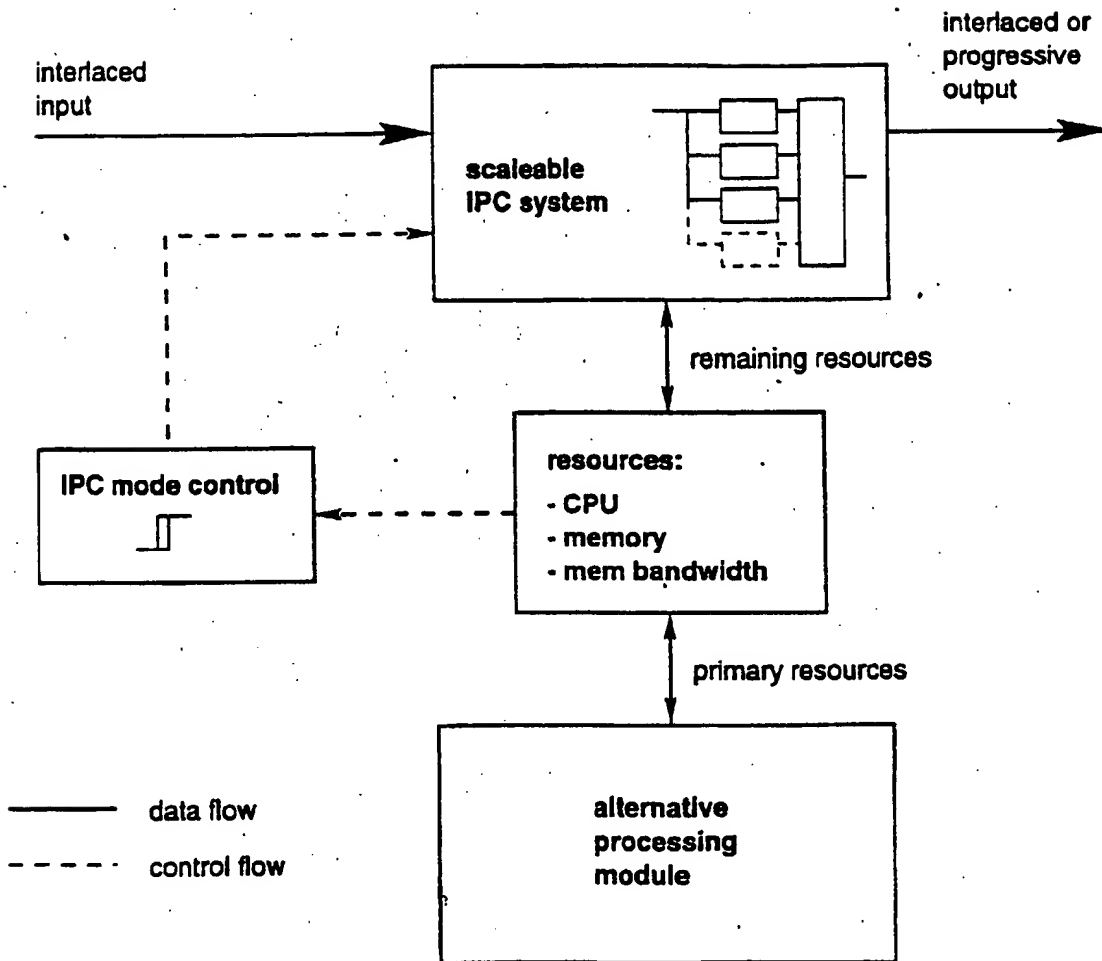 interlaced or
progressive
output
interlaced
input
scaleable
IPC system
remaining resources
IPC mode control
resources:
- CPU
- memory
- mem bandwidth
primary resources
alternative
processing
module
data flow
control flow